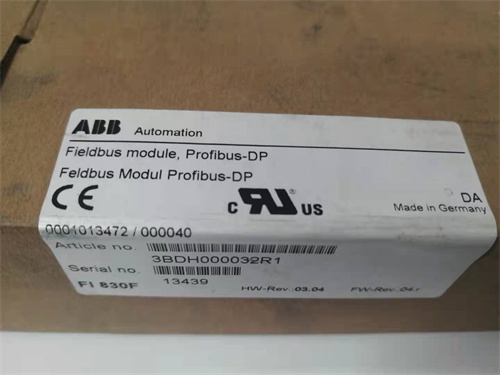 ABB Automation
Fieldbus module, Profibus-DP
Feldbus Modul Profibus-DP
CE c RU US
DA
Made in Germany
0001013472 / 000040
Article no.
3BDH000032R1
Serial no.
13439
FI 830F HW-Rev.:03.04 FW-Rev.:04.